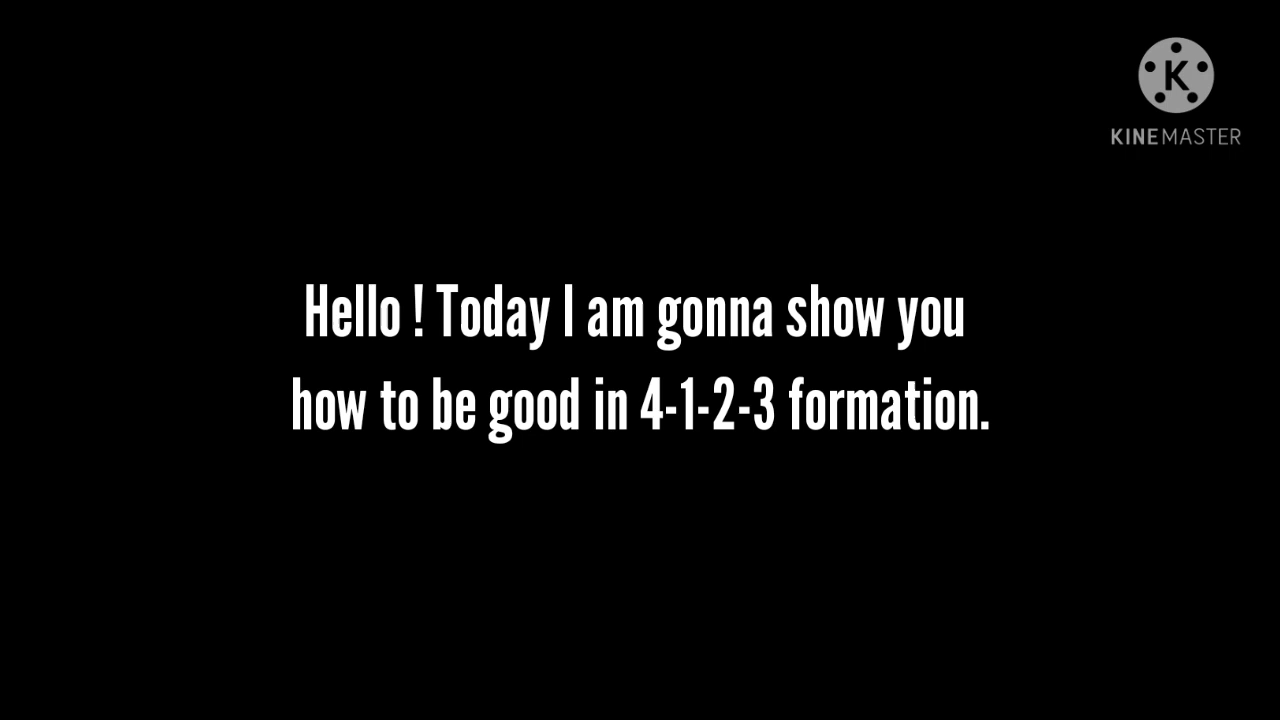 K
KINEMASTER
Hello ! Today I am gonna show you
how to be good in 4-1-2-3 formation.